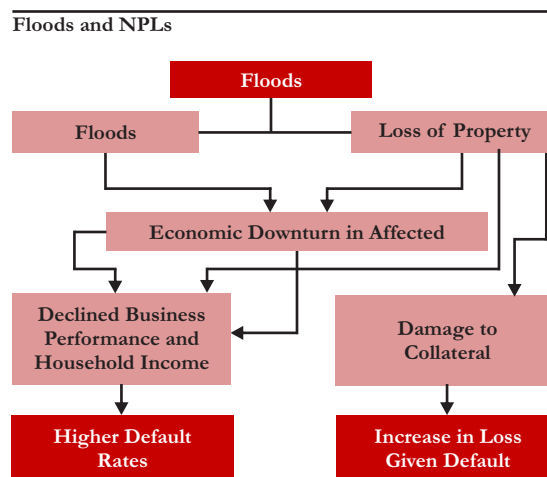 Floods and NPLs
Floods
Floods
Loss of Property
Economic Downturn in Affected
Declined Business
Performance and
Household Income
Damage to
Collateral
Higher Default
Rates
Increase in Loss
Given Default